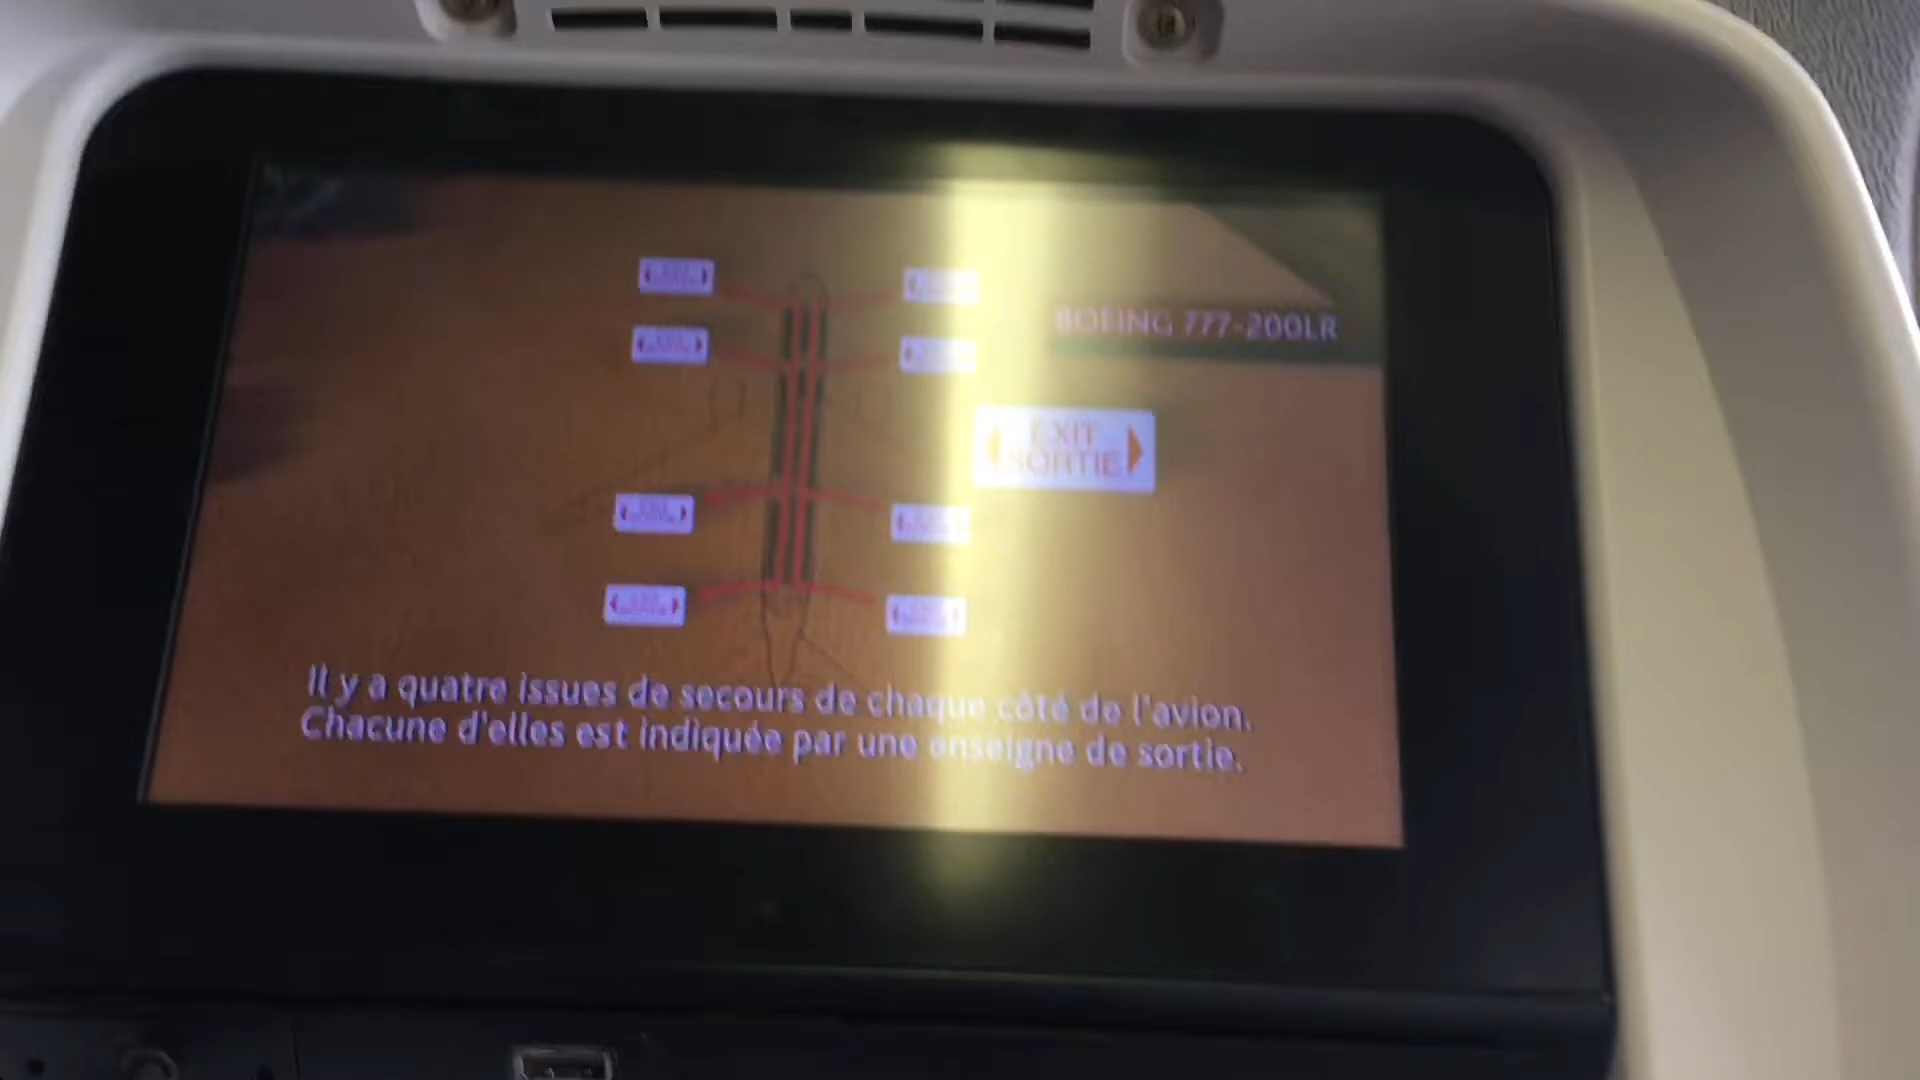 BOEING 777-200LR
EXIT
SORTIE
Il y a quatre issues de secours de chaque côté de l'avion.
Chacune d'elles est indiquée par une enseigne de sortie.